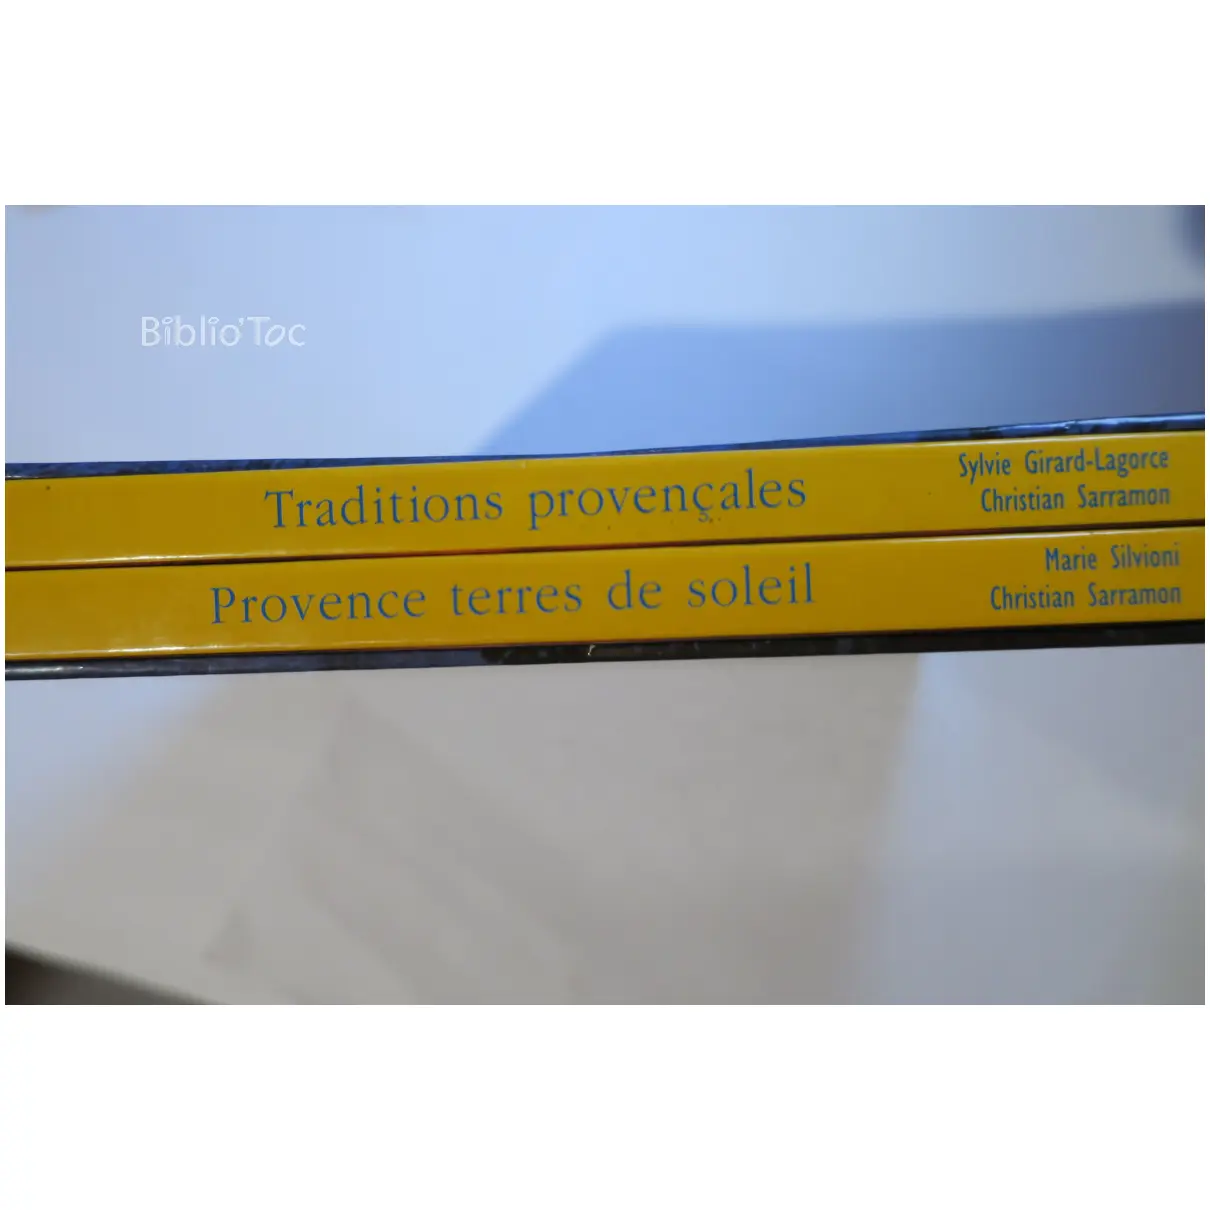 Biblio'Toc
Traditions provençales
Sylvie Girard-Lagorce
Christian Sarramon
Provence terres de soleil
Marie Silvioni
Christian Sarramon